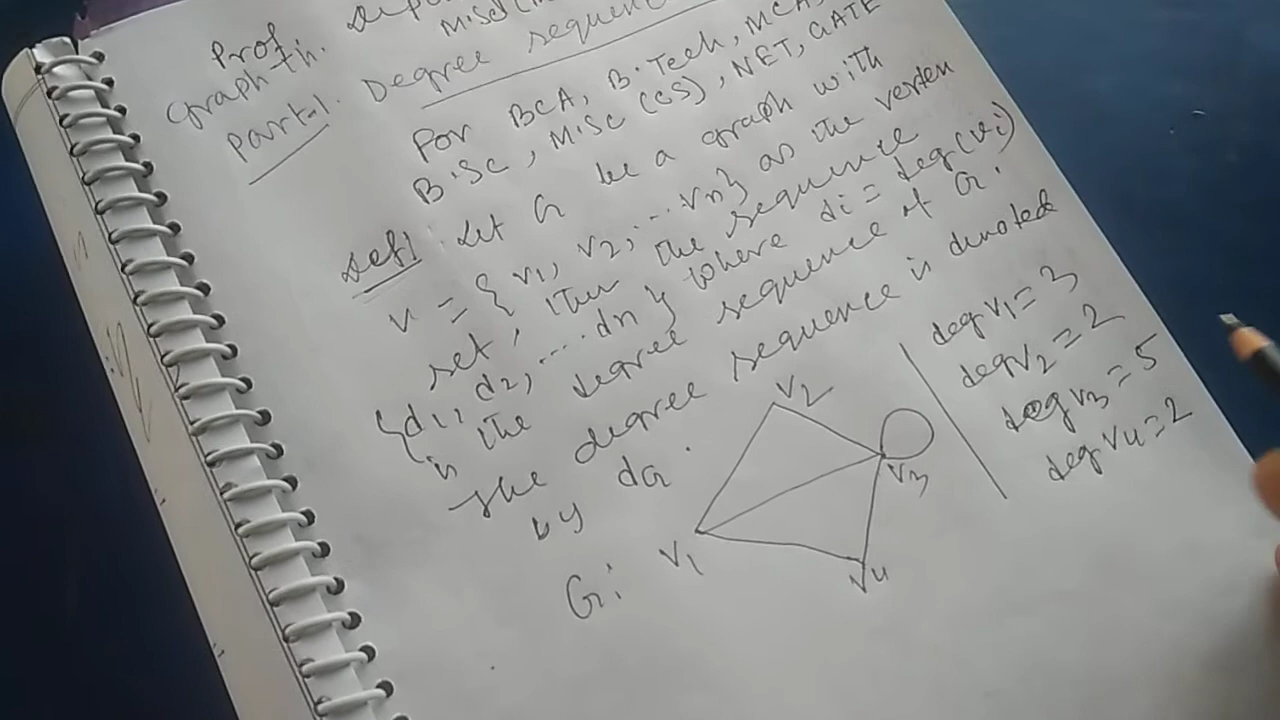 Prof.
M.sc(
Graph th.
Degree sequen
Part-1.
For BCA, B.Tech, MCA,
B.Sc, M.Sc (CS), NET, GATE
Def: Let G be a graph with
V = {v1, v2, ... vn} as the vertex
set, then the sequence
{d1, d2, ... dn} where di = deg(vi)
is the degree sequence of G.
The degree sequence is denoted
by dG.
G:
v1
v2
v3
v4
deg v1 = 3
deg v2 = 2
deg v3 = 5
deg v4 = 2